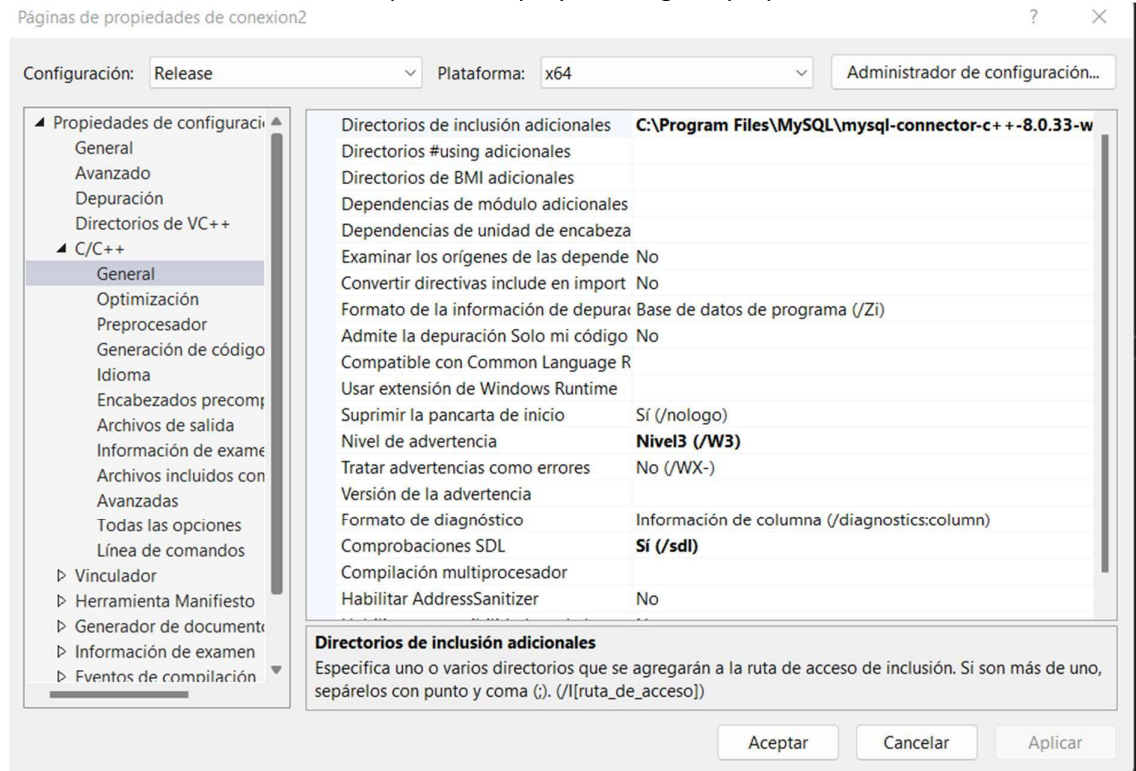 Páginas de propiedades de conexion2 ? ×
Configuración: Release Plataforma: x64 Administrador de configuración...
Propiedades de configuraci
General
Avanzado
Depuración
Directorios de VC++
C/C++
General
Optimización
Preprocesador
Generación de código
Idioma
Encabezados precomp
Archivos de salida
Información de exame
Archivos incluidos con
Avanzadas
Todas las opciones
Línea de comandos
Vinculador
Herramienta Manifiesto
Generador de documento
Información de examen
Eventos de compilación
Directorios de inclusión adicionales C:\Program Files\MySQL\mysql-connector-c++-8.0.33-w
Directorios #using adicionales
Directorios de BMI adicionales
Dependencias de módulo adicionales
Dependencias de unidad de encabeza
Examinar los orígenes de las depende No
Convertir directivas include en import No
Formato de la información de depurac Base de datos de programa (/Zi)
Admite la depuración Solo mi código No
Compatible con Common Language R
Usar extensión de Windows Runtime
Suprimir la pancarta de inicio Sí (/nologo)
Nivel de advertencia Nivel3 (/W3)
Tratar advertencias como errores No (/WX-)
Versión de la advertencia
Formato de diagnóstico Información de columna (/diagnostics:column)
Comprobaciones SDL Sí (/sdl)
Compilación multiprocesador
Habilitar AddressSanitizer No
Directorios de inclusión adicionales
Especifica uno o varios directorios que se agregarán a la ruta de acceso de inclusión. Si son más de uno,
sepárelos con punto y coma (;). (/I[ruta_de_acceso])
Aceptar Cancelar Aplicar